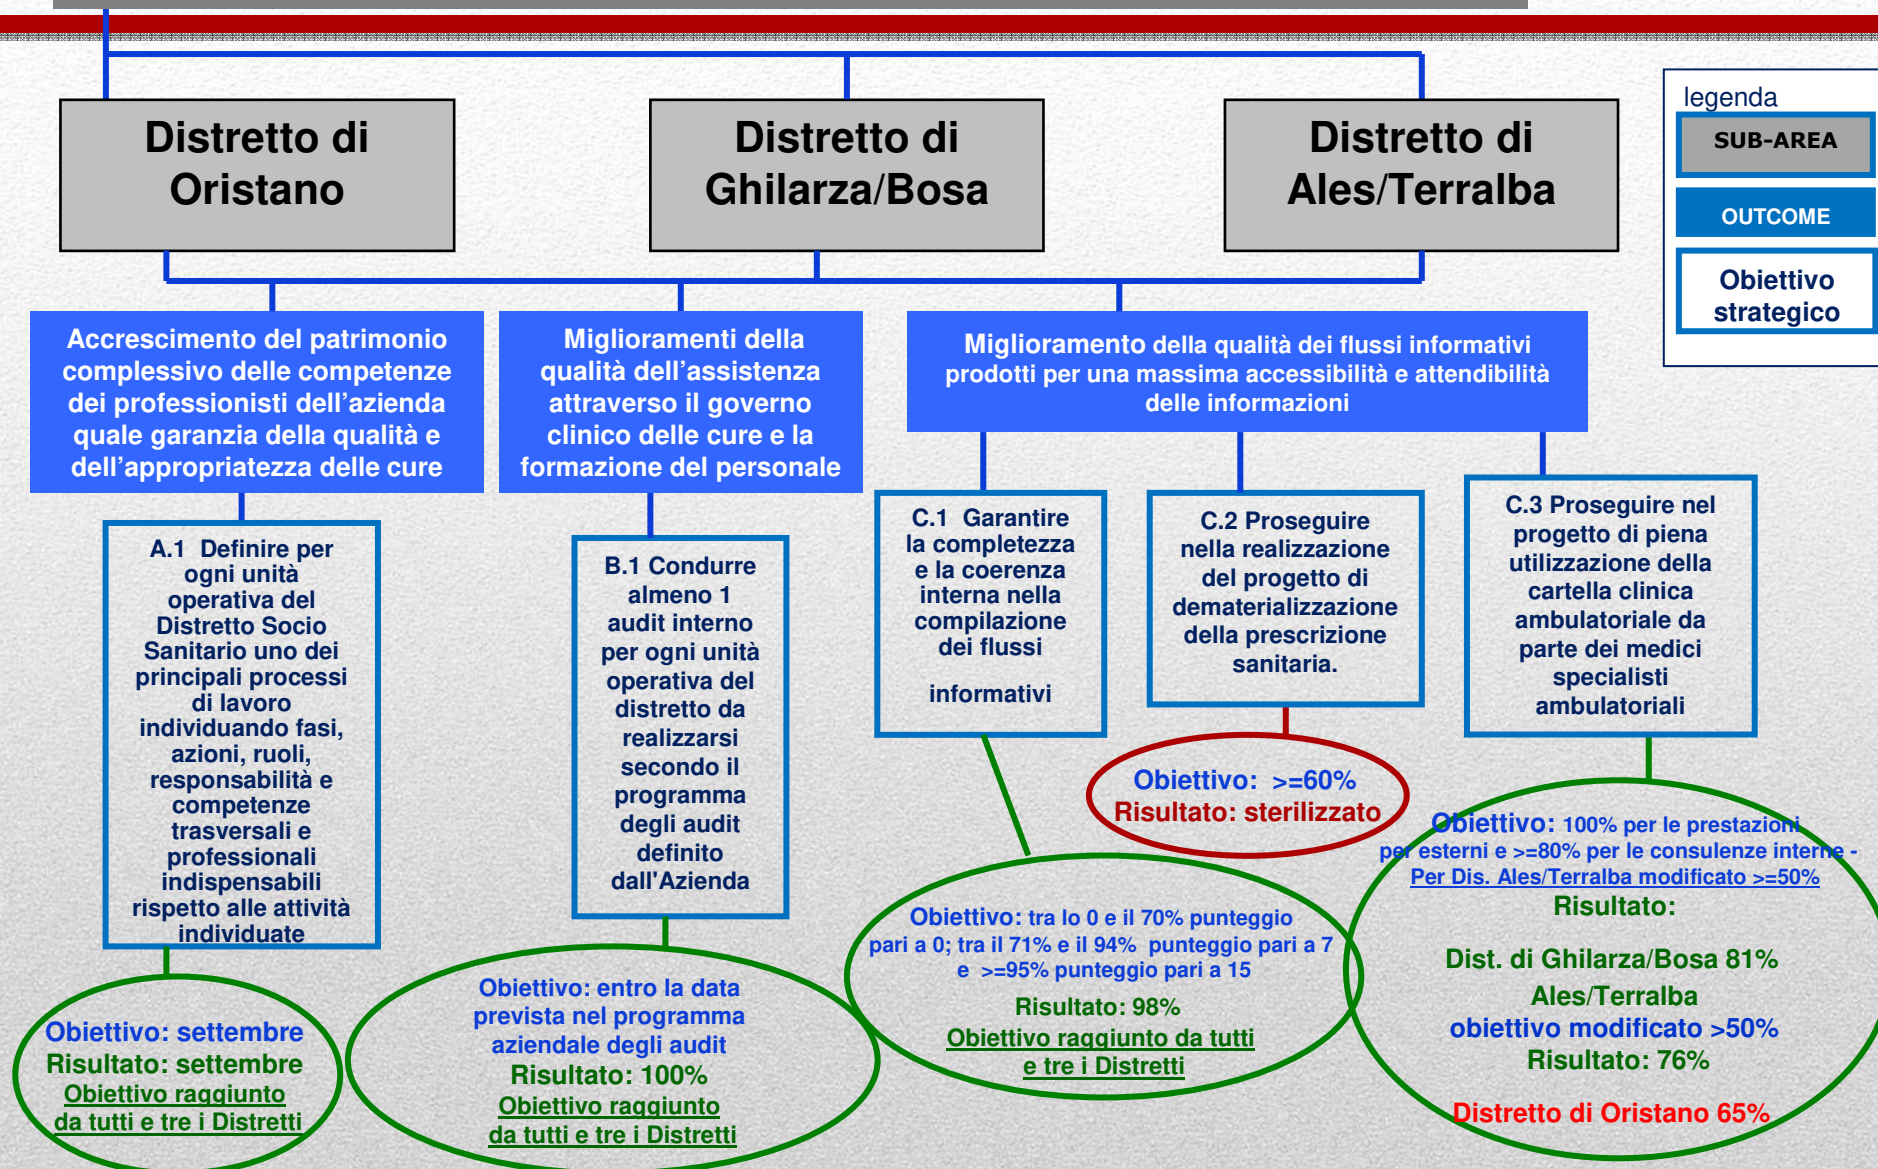 Distretto di
Oristano
Distretto di
Ghilarza/Bosa
Distretto di
Ales/Terralba
legenda
SUB-AREA
OUTCOME
Obiettivo
strategico
Accrescimento del patrimonio
complessivo delle competenze
dei professionisti dell’azienda
quale garanzia della qualità e
dell’appropriatezza delle cure
Miglioramenti della
qualità dell’assistenza
attraverso il governo
clinico delle cure e la
formazione del personale
Miglioramento della qualità dei flussi informativi
prodotti per una massima accessibilità e attendibilità
delle informazioni
A.1 Definire per
ogni unità
operativa del
Distretto Socio
Sanitario uno dei
principali processi
di lavoro
individuando fasi,
azioni, ruoli,
responsabilità e
competenze
trasversali e
professionali
indispensabili
rispetto alle attività
individuate
B.1 Condurre
almeno 1
audit interno
per ogni unità
operativa del
distretto da
realizzarsi
secondo il
programma
degli audit
definito
dall'Azienda
C.1 Garantire
la completezza
e la coerenza
interna nella
compilazione
dei flussi
informativi
C.2 Proseguire
nella realizzazione
del progetto di
dematerializzazione
della prescrizione
sanitaria.
C.3 Proseguire nel
progetto di piena
utilizzazione della
cartella clinica
ambulatoriale da
parte dei medici
specialisti
ambulatoriali
Obiettivo: settembre
Risultato: settembre
Obiettivo raggiunto
da tutti e tre i Distretti
Obiettivo: entro la data
prevista nel programma
aziendale degli audit
Risultato: 100%
Obiettivo raggiunto
da tutti e tre i Distretti
Obiettivo: tra lo 0 e il 70% punteggio
pari a 0; tra il 71% e il 94% punteggio pari a 7
e >=95% punteggio pari a 15
Risultato: 98%
Obiettivo raggiunto da tutti
e tre i Distretti
Obiettivo: >=60%
Risultato: sterilizzato
Obiettivo: 100% per le prestazioni
per esterni e >=80% per le consulenze interne -
Per Dis. Ales/Terralba modificato >=50%
Risultato:
Dist. di Ghilarza/Bosa 81%
Ales/Terralba
obiettivo modificato >50%
Risultato: 76%
Distretto di Oristano 65%